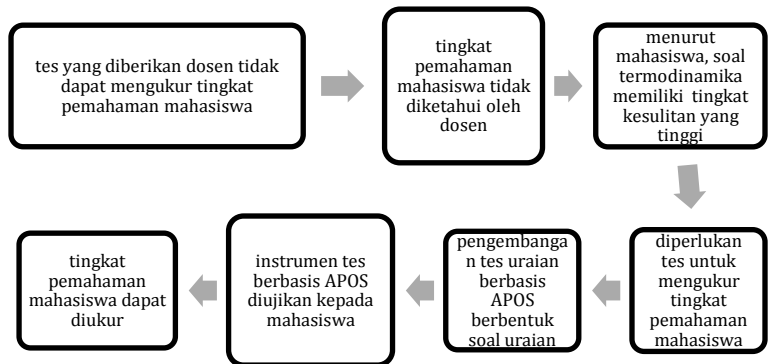 tes yang diberikan dosen tidak
dapat mengukur tingkat
pemahaman mahasiswa
tingkat
pemahaman
mahasiswa tidak
diketahui oleh
dosen
menurut
mahasiswa, soal
termodinamika
memiliki tingkat
kesulitan yang
tinggi
diperlukan
tes untuk
mengukur
tingkat
pemahaman
mahasiswa
pengembanga
n tes uraian
berbasis
APOS
berbentuk
soal uraian
instrumen tes
berbasis APOS
diujikan kepada
mahasiswa
tingkat
pemahaman
mahasiswa dapat
diukur